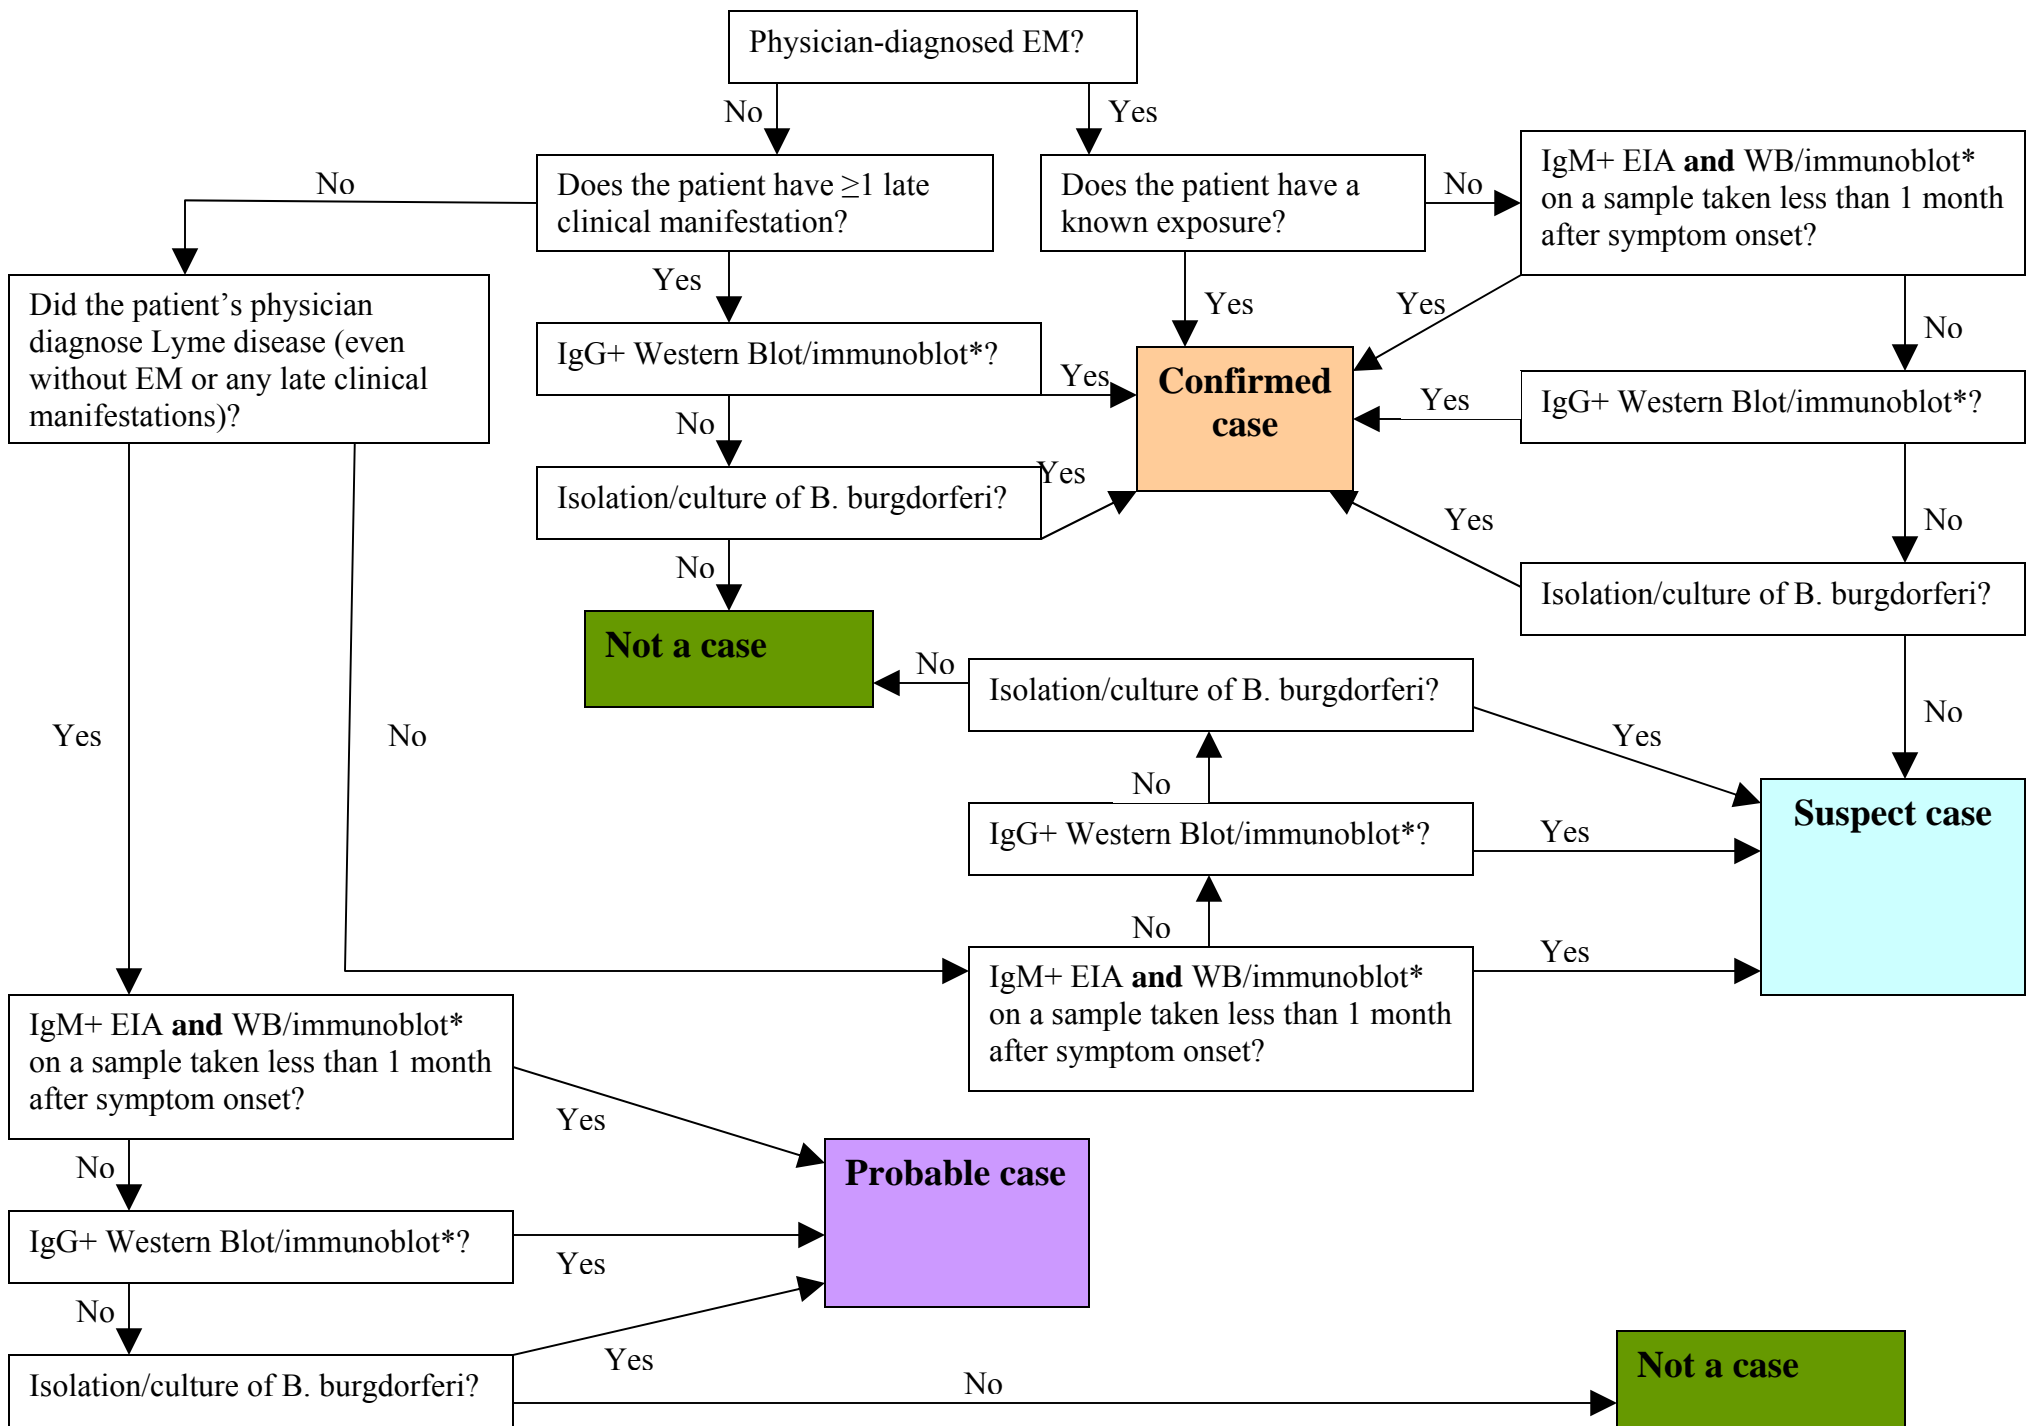 Physician-diagnosed EM?
No
Yes
Does the patient have ≥1 late
clinical manifestation?
Does the patient have a
known exposure?
No
IgM+ EIA and WB/immunoblot*
on a sample taken less than 1 month
after symptom onset?
No
Did the patient’s physician
diagnose Lyme disease (even
without EM or any late clinical
manifestations)?
Yes
IgG+ Western Blot/immunoblot*?
Yes
No
Isolation/culture of B. burgdorferi?
Yes
No
Not a case
Yes
Confirmed
case
Yes
No
Yes
IgG+ Western Blot/immunoblot*?
No
Yes
Isolation/culture of B. burgdorferi?
No
Suspect case
No
Isolation/culture of B. burgdorferi?
Yes
No
IgG+ Western Blot/immunoblot*?
Yes
No
IgM+ EIA and WB/immunoblot*
on a sample taken less than 1 month
after symptom onset?
Yes
Yes
No
IgM+ EIA and WB/immunoblot*
on a sample taken less than 1 month
after symptom onset?
Yes
Probable case
No
IgG+ Western Blot/immunoblot*?
Yes
No
Isolation/culture of B. burgdorferi?
Yes
No
Not a case